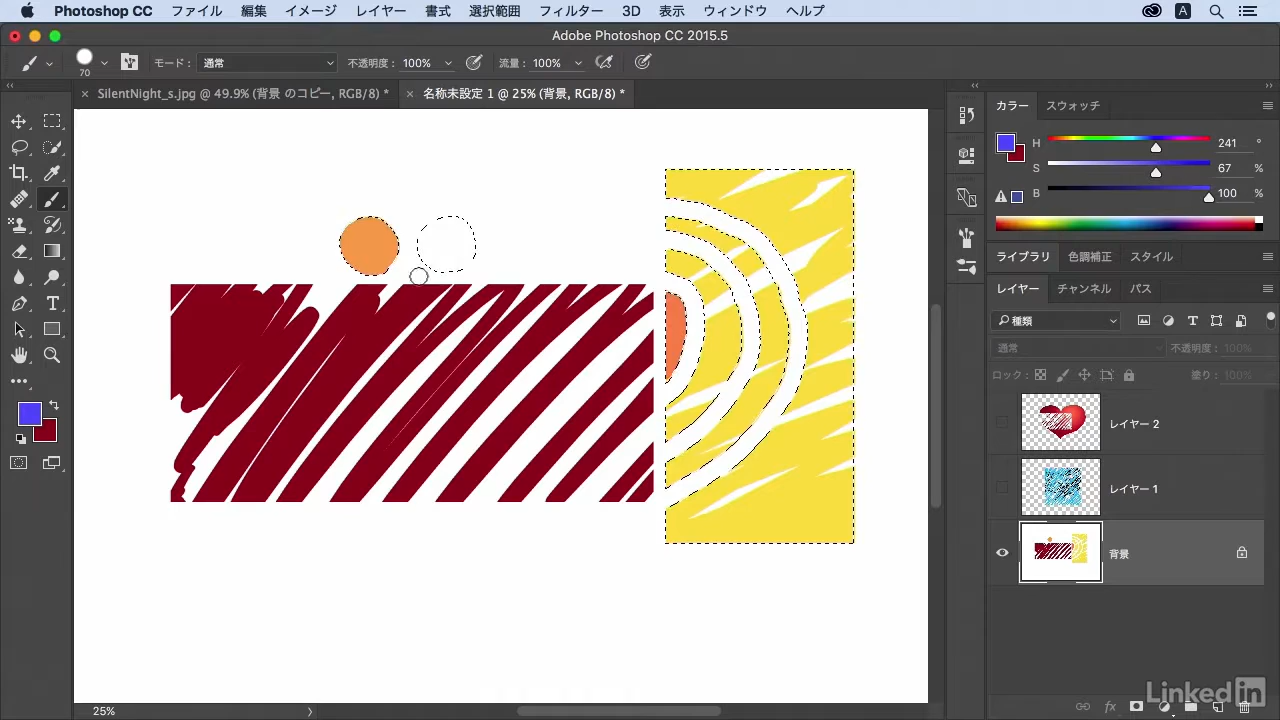 Photoshop CC ファイル 編集 イメージ レイヤー 書式 選択範囲 フィルター 3D 表示 ウィンドウ ヘルプ
Adobe Photoshop CC 2015.5
70 モード： 通常 不透明度： 100% 流量： 100%
SilentNight_s.jpg @ 49.9% (背景 のコピー, RGB/8) *
名称未設定 1 @ 25% (背景, RGB/8) *
カラー スウォッチ
H 241 °
S 67 %
B 100 %
ライブラリ 色調補正 スタイル
レイヤー チャンネル パス
種類
通常 不透明度： 100%
ロック： 塗り： 100%
レイヤー 2
レイヤー 1
背景
25%
fx
Linked in